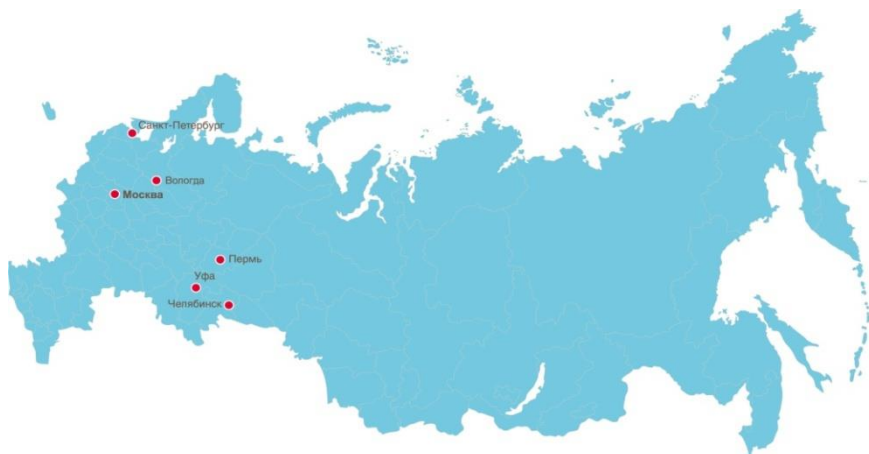 Санкт-Петербург
Вологда
Москва
Пермь
Уфа
Челябинск